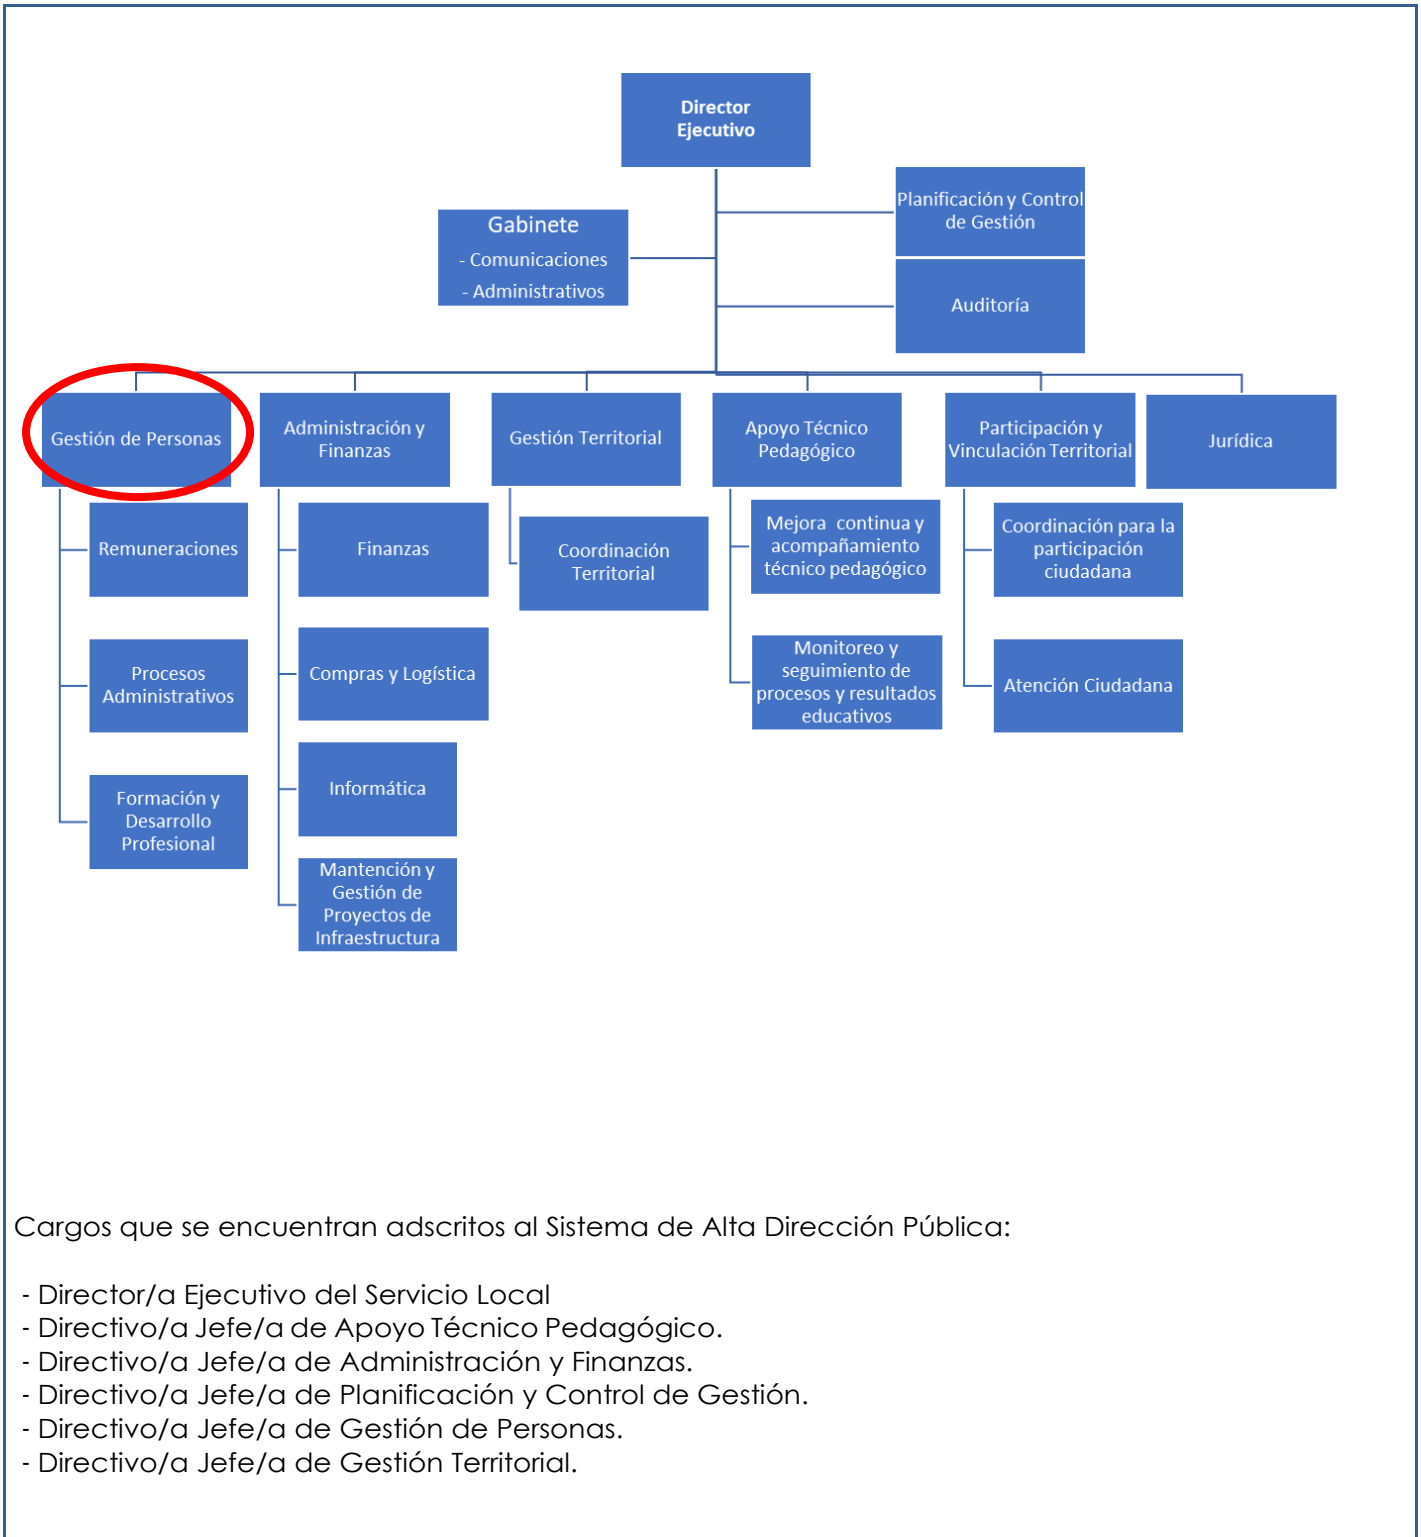 Director
Ejecutivo
Planificación y Control
de Gestión
Gabinete
- Comunicaciones
- Administrativos
Auditoría
Gestión de Personas
Administración y
Finanzas
Gestión Territorial
Apoyo Técnico
Pedagógico
Participación y
Vinculación Territorial
Jurídica
Remuneraciones
Procesos
Administrativos
Formación y
Desarrollo
Profesional
Finanzas
Compras y Logística
Informática
Mantención y
Gestión de
Proyectos de
Infraestructura
Coordinación
Territorial
Mejora  continua y
acompañamiento
técnico pedagógico
Monitoreo y
seguimiento de
procesos y resultados
educativos
Coordinación para la
participación
ciudadana
Atención Ciudadana
Cargos que se encuentran adscritos al Sistema de Alta Dirección Pública:
- Director/a Ejecutivo del Servicio Local
- Directivo/a Jefe/a de Apoyo Técnico Pedagógico.
- Directivo/a Jefe/a de Administración y Finanzas.
- Directivo/a Jefe/a de Planificación y Control de Gestión.
- Directivo/a Jefe/a de Gestión de Personas.
- Directivo/a Jefe/a de Gestión Territorial.